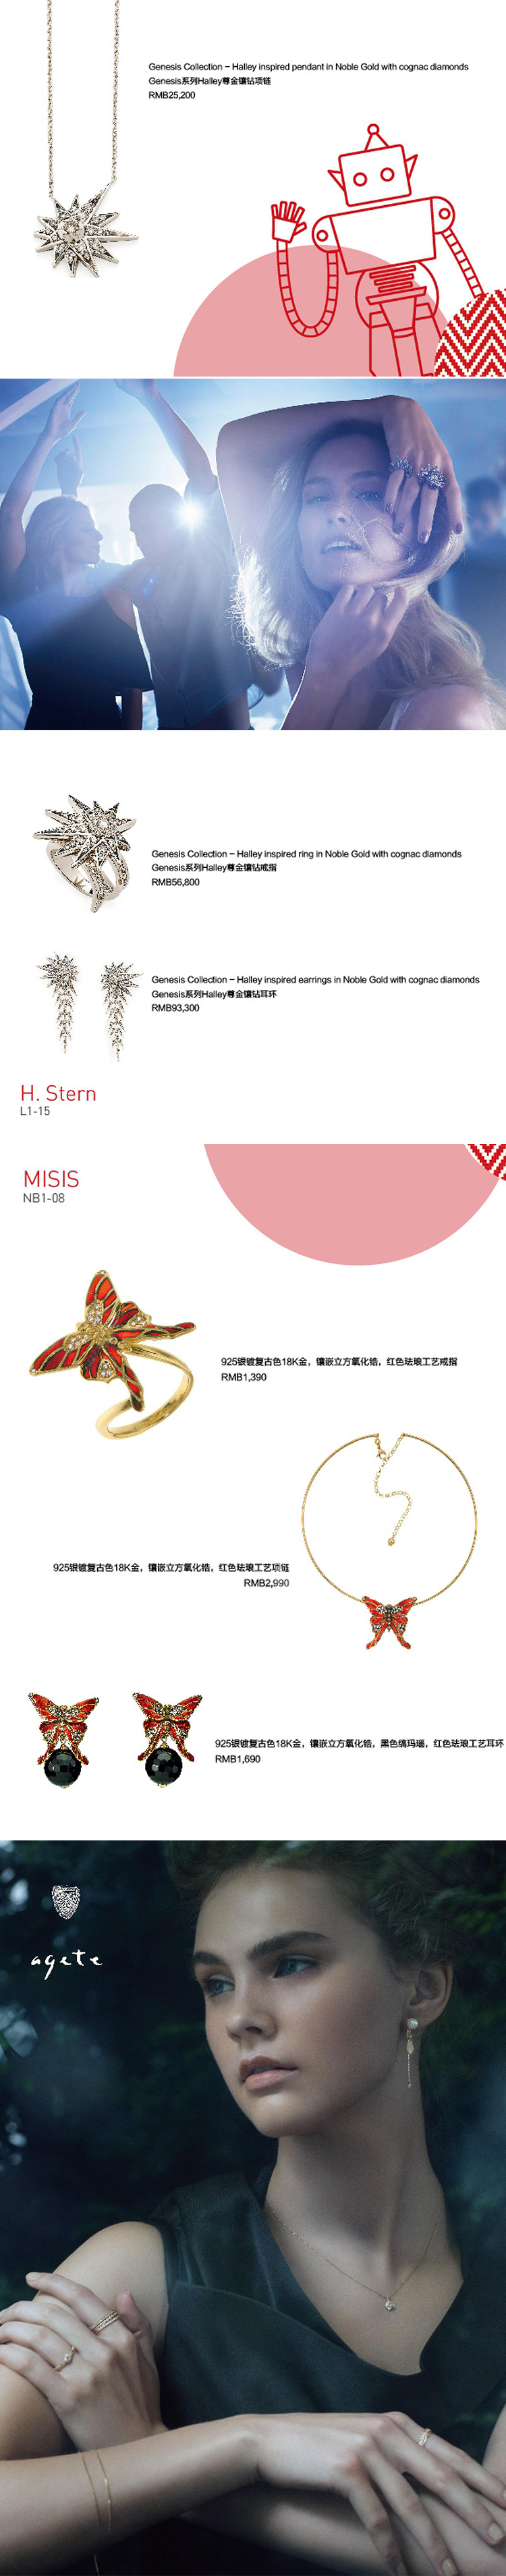 Genesis Collection – Halley inspired pendant in Noble Gold with cognac diamonds
Genesis系列Halley尊金镶钻项链
RMB25,200
Genesis Collection – Halley inspired ring in Noble Gold with cognac diamonds
Genesis系列Halley尊金镶钻戒指
RMB56,800
Genesis Collection – Halley inspired earrings in Noble Gold with cognac diamonds
Genesis系列Halley尊金镶钻耳环
RMB93,300
H. Stern
L1-15
MISIS
NB1-08
925银镀复古色18K金，镶嵌立方氧化锆，红色珐琅工艺戒指
RMB1,390
925银镀复古色18K金，镶嵌立方氧化锆，红色珐琅工艺项链
RMB2,990
925银镀复古色18K金，镶嵌立方氧化锆，黑色缟玛瑙，红色珐琅工艺耳环
RMB1,690
agete